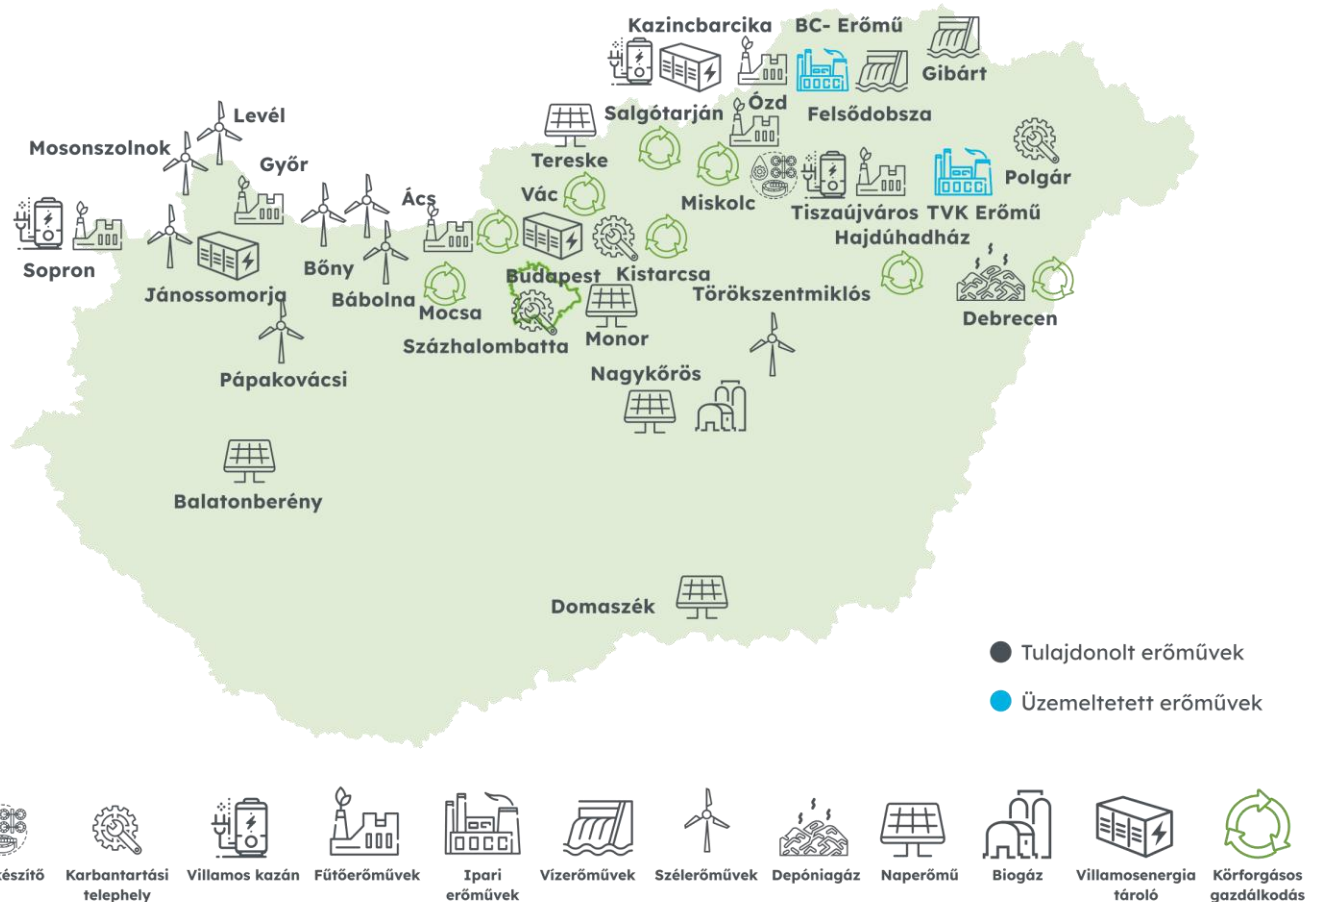 Kazincbarcika
BC- Erőmű
Gibárt
Levél
Salgótarján
Ózd
Felsődobsza
Mosonszolnok
Győr
Tereske
Vác
Ács
Miskolc
Tiszaújváros
TVK Erőmű
Polgár
Hajdúhadház
Sopron
Bőny
Budapest
Kistarcsa
Jánossomorja
Bábolna
Mocsa
Törökszentmiklós
Debrecen
Százhalombatta
Monor
Pápakovácsi
Nagykőrös
Balatonberény
Domaszék
Tulajdonolt erőművek
Üzemeltetett erőművek
Karbantartási
telephely
Villamos kazán
Fűtőerőművek
Ipari
erőművek
Vízerőművek
Szélerőművek
Depóniagáz
Naperőmű
Biogáz
Villamosenergia
tároló
Körforgásos
gazdálkodás